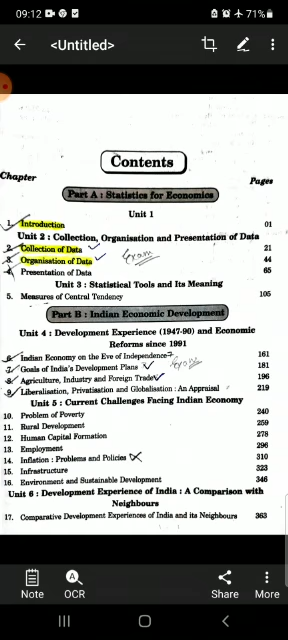 09:12 71%
<Untitled>
Contents
Chapter Pages
Part A : Statistics for Economics
Unit 1
1. Introduction 01
Unit 2 : Collection, Organisation and Presentation of Data
2. Collection of Data 21
3. Organisation of Data 44
Exam
4. Presentation of Data 65
Unit 3 : Statistical Tools and Its Meaning
5. Measures of Central Tendency 105
Part B : Indian Economic Development
Unit 4 : Development Experience (1947-90) and Economic
Reforms since 1991
6. Indian Economy on the Eve of Independence 161
7. Goals of India's Development Plans 181
Exam
8. Agriculture, Industry and Foreign Trade 196
9. Liberalisation, Privatisation and Globalisation : An Appraisal 219
Unit 5 : Current Challenges Facing Indian Economy
10. Problem of Poverty 240
11. Rural Development 259
12. Human Capital Formation 278
13. Employment 296
14. Inflation : Problems and Policies 310
15. Infrastructure 323
16. Environment and Sustainable Development 346
Unit 6 : Development Experience of India : A Comparison with
Neighbours
17. Comparative Development Experiences of India and its Neighbours 363
Note OCR Share More